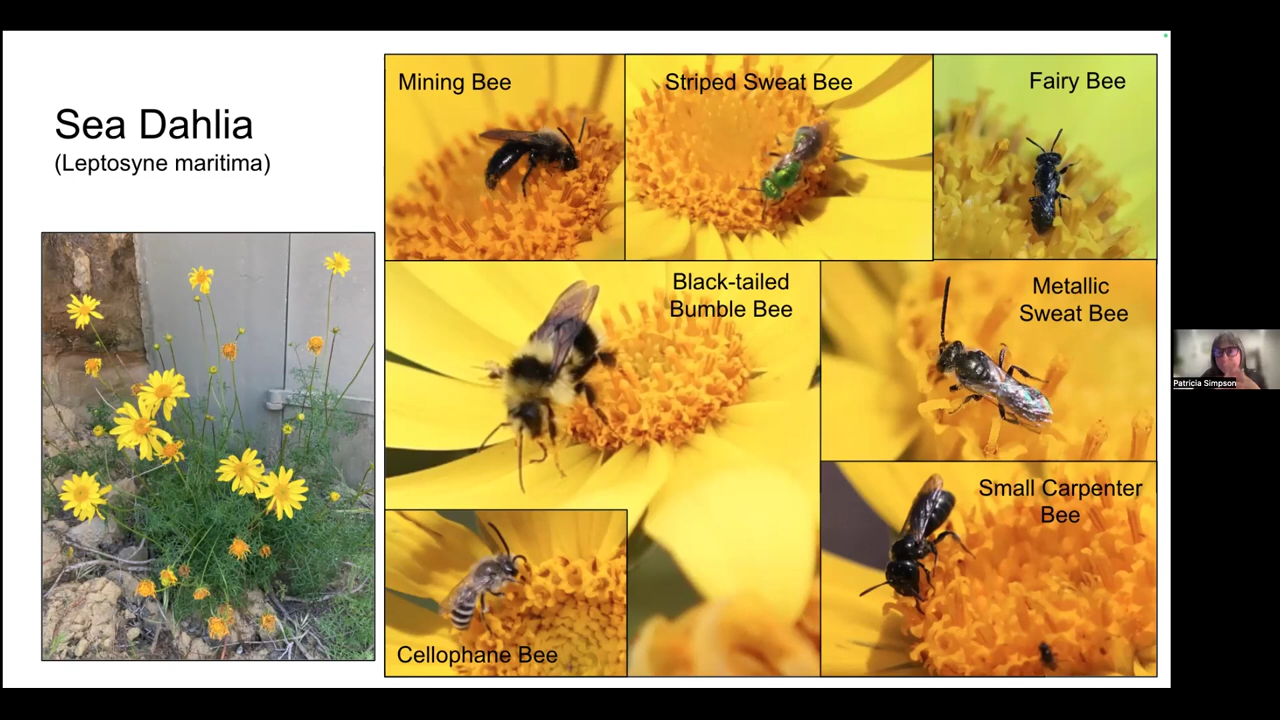 Sea Dahlia
(Leptosyne maritima)
Mining Bee
Striped Sweat Bee
Fairy Bee
Black-tailed
Bumble Bee
Metallic
Sweat Bee
Small Carpenter
Bee
Cellophane Bee
Patricia Simpson